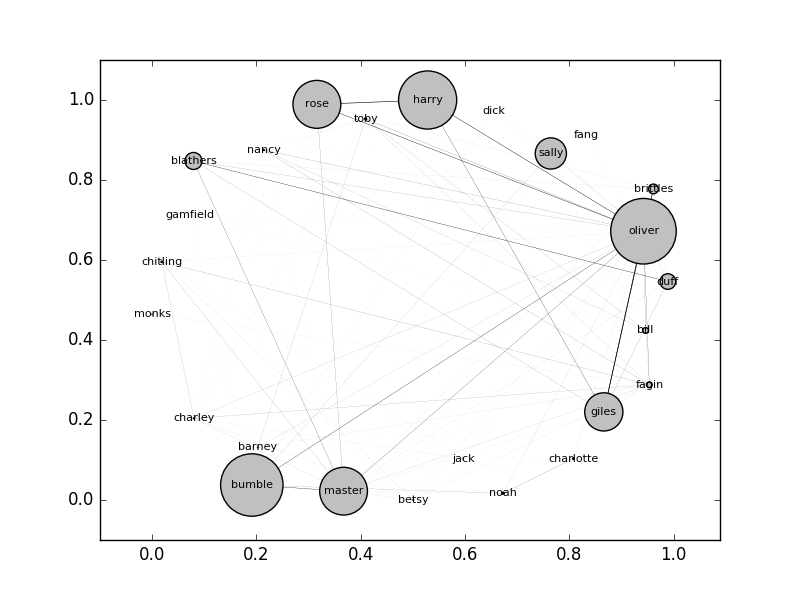 1.0
0.8
0.6
0.4
0.2
0.0
0.0
0.2
0.4
0.6
0.8
1.0
rose
harry
dick
toby
fang
nancy
sally
blathers
brittles
gamfield
oliver
chitling
duff
monks
bill
fagin
charley
giles
barney
jack
charlotte
bumble
master
betsy
noah